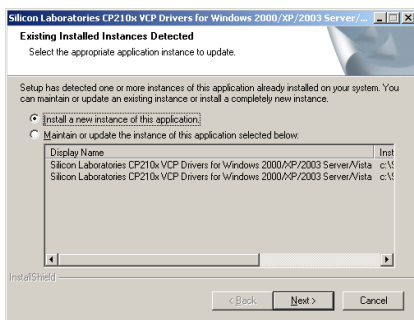 Silicon Laboratories CP210x VCP Drivers for Windows 2000/XP/2003 Server/...
Existing Installed Instances Detected
Select the appropriate application instance to update.
Setup has detected one or more instances of this application already installed on your system. You
can maintain or update an existing instance or install a completely new instance.
Install a new instance of this application.
Maintain or update the instance of this application selected below:
Display Name Inst
Silicon Laboratories CP210x VCP Drivers for Windows 2000/XP/2003 Server/Vista c:\S
Silicon Laboratories CP210x VCP Drivers for Windows 2000/XP/2003 Server/Vista c:\S
InstallShield
< Back Next > Cancel